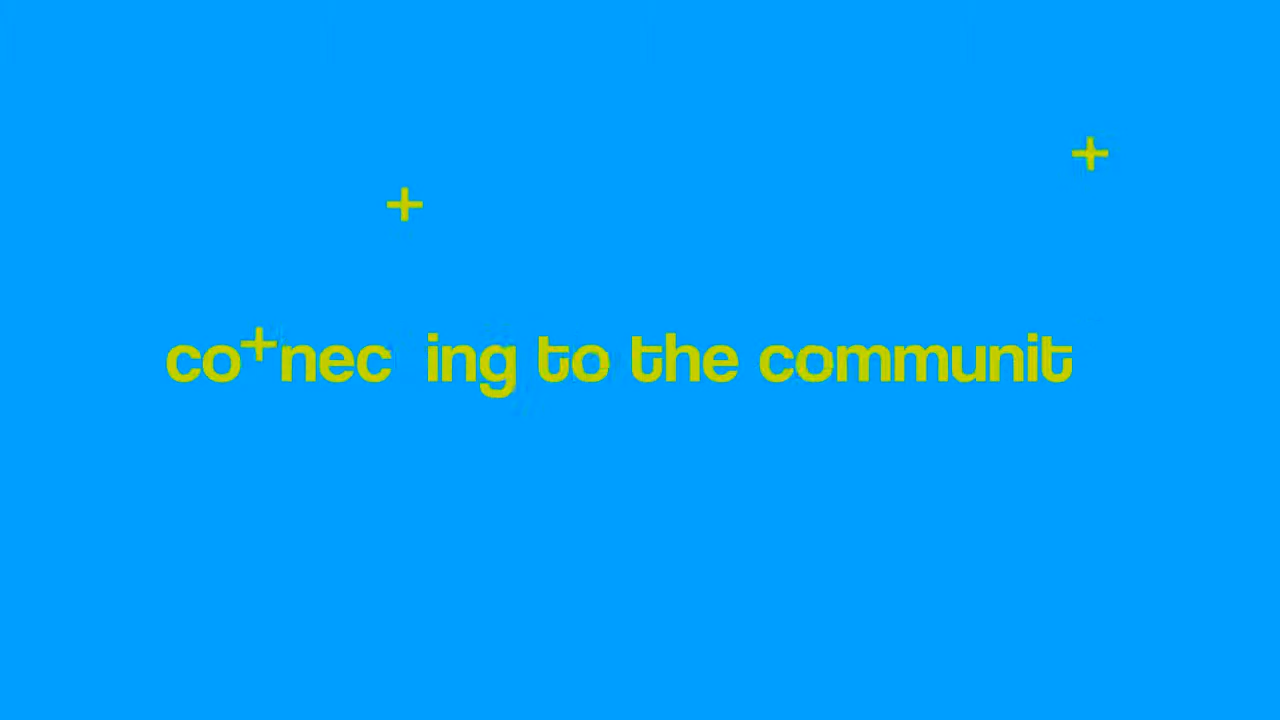 +
+
co+nec ing to the communit